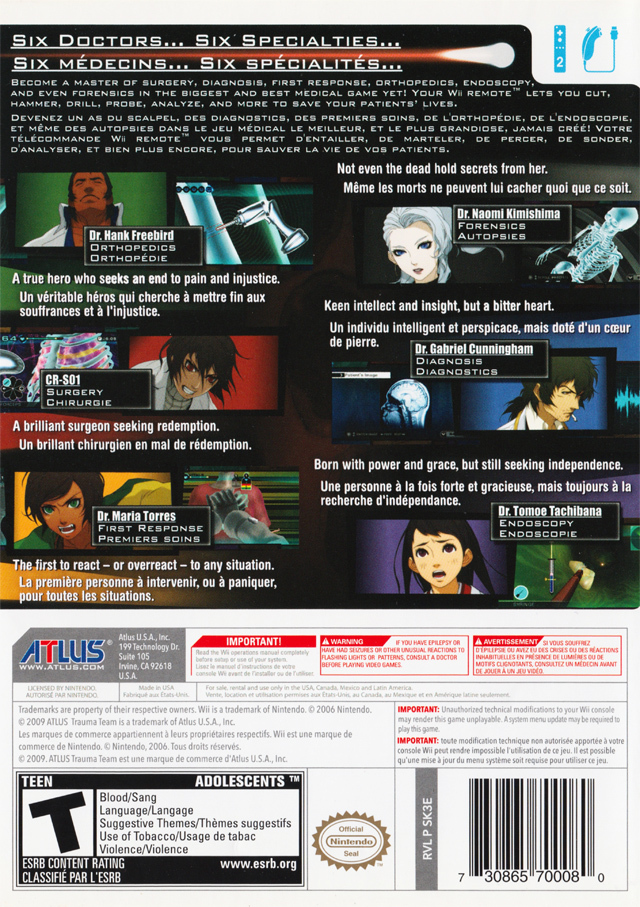 Six Doctors... Six Specialties...
Six médecins... Six spécialités...
2
Become a master of surgery, diagnosis, first response, orthopedics, endoscopy,
and even forensics in the biggest and best medical game yet! Your Wii Remote™ lets you cut,
hammer, drill, probe, analyze, and more to save your patients' lives.
Devenez un as du scalpel, des diagnostics, des premiers soins, de l'orthopédie, de l'endoscopie,
et même des autopsies dans le jeu médical le meilleur, et le plus grandiose, jamais créé! Votre
télécommande Wii Remote™ vous permet d'entailler, de marteler, de percer, de sonder,
d'analyser, et bien plus encore, pour sauver la vie de vos patients.
Dr. Hank Freebird
Orthopedics
Orthopédie
A true hero who seeks an end to pain and injustice.
Un véritable héros qui cherche à mettre fin aux
souffrances et à l'injustice.
Not even the dead hold secrets from her.
Même les morts ne peuvent lui cacher quoi que ce soit.
Dr. Naomi Kimishima
Forensics
Autopsies
Keen intellect and insight, but a bitter heart.
Un individu intelligent et perspicace, mais doté d'un cœur
de pierre.
64
CR-S01
Surgery
Chirurgie
A brilliant surgeon seeking redemption.
Un brillant chirurgien en mal de rédemption.
Dr. Gabriel Cunningham
Diagnosis
Diagnostics
Patient's Image
Born with power and grace, but still seeking independence.
Une personne à la fois forte et gracieuse, mais toujours à la
recherche d'indépendance.
Dr. Maria Torres
First Response
Premiers soins
The first to react – or overreact – to any situation.
La première personne à intervenir, ou à paniquer,
pour toutes les situations.
Dr. Tomoe Tachibana
Endoscopy
Endoscopie
ATLUS®
WWW.ATLUS.COM
Atlus U.S.A., Inc.
199 Technology Dr.
Suite 105
Irvine, CA 92618
U.S.A.
IMPORTANT!
Read the Wii operations manual completely
before setup or use of your system.
Lisez le manuel d'instructions de votre
console Wii avant de l'installer ou de l'utiliser.
WARNING
IF YOU HAVE EPILEPSY OR
HAVE HAD SEIZURES OR OTHER UNUSUAL REACTIONS TO
FLASHING LIGHTS OR PATTERNS, CONSULT A DOCTOR
BEFORE PLAYING VIDEO GAMES.
AVERTISSEMENT
SI VOUS SOUFFREZ
D'ÉPILEPSIE OU AVEZ EU DES CRISES OU DES RÉACTIONS
INHABITUELLES EN PRÉSENCE DE LUMIÈRES OU DE
MOTIFS CLIGNOTANTS, CONSULTEZ UN MÉDECIN AVANT
DE JOUER À UN JEU VIDÉO.
LICENSED BY NINTENDO.
AUTORISÉ PAR NINTENDO.
Made in USA
Fabriqué aux États-Unis.
For sale, rental and use only in the USA, Canada, Mexico and Latin America.
Vente, location et utilisation permises aux États-Unis, au Canada, au Mexique et en Amérique latine seulement.
Trademarks are property of their respective owners. Wii is a trademark of Nintendo. © 2006 Nintendo.
© 2009 ATLUS Trauma Team is a trademark of Atlus U.S.A., Inc.
Les marques de commerce appartiennent à leurs propriétaires respectifs. Wii est une marque de
commerce de Nintendo. © Nintendo, 2006. Tous droits réservés.
© 2009. ATLUS Trauma Team est une marque de commerce d'Atlus U.S.A., Inc.
IMPORTANT: Unauthorized technical modifications to your Wii console
may render this game unplayable. A system menu update may be required to
play this game.
IMPORTANT: toute modification technique non autorisée apportée à votre
console Wii peut rendre impossible l'utilisation de ce jeu. Il est possible
qu'une mise à jour du menu système soit requise pour utiliser ce jeu.
TEEN ADOLESCENTS ™
T
Blood/Sang
Language/Langage
Suggestive Themes/Thèmes suggestifs
Use of Tobacco/Usage de tabac
Violence/Violence
ESRB CONTENT RATING www.esrb.org
CLASSIFIÉ PAR L'ESRB
Official
Nintendo
Seal
RVL P SK3E
7 30865 70008 0